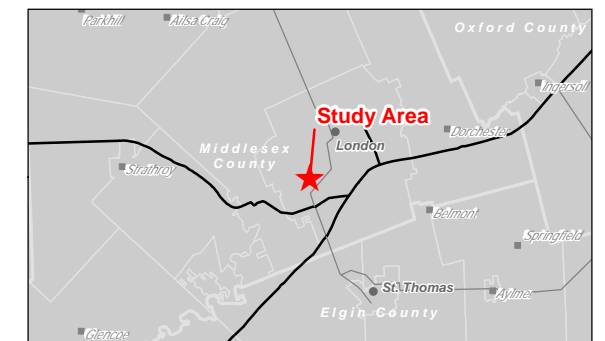 Parkhill
Ailsa Craig
Oxford County
Ingersoll
Study Area
Dorchester
London
Middlesex
County
Strathroy
Belmont
Springfield
St. Thomas
Aylmer
Elgin County
Glencoe